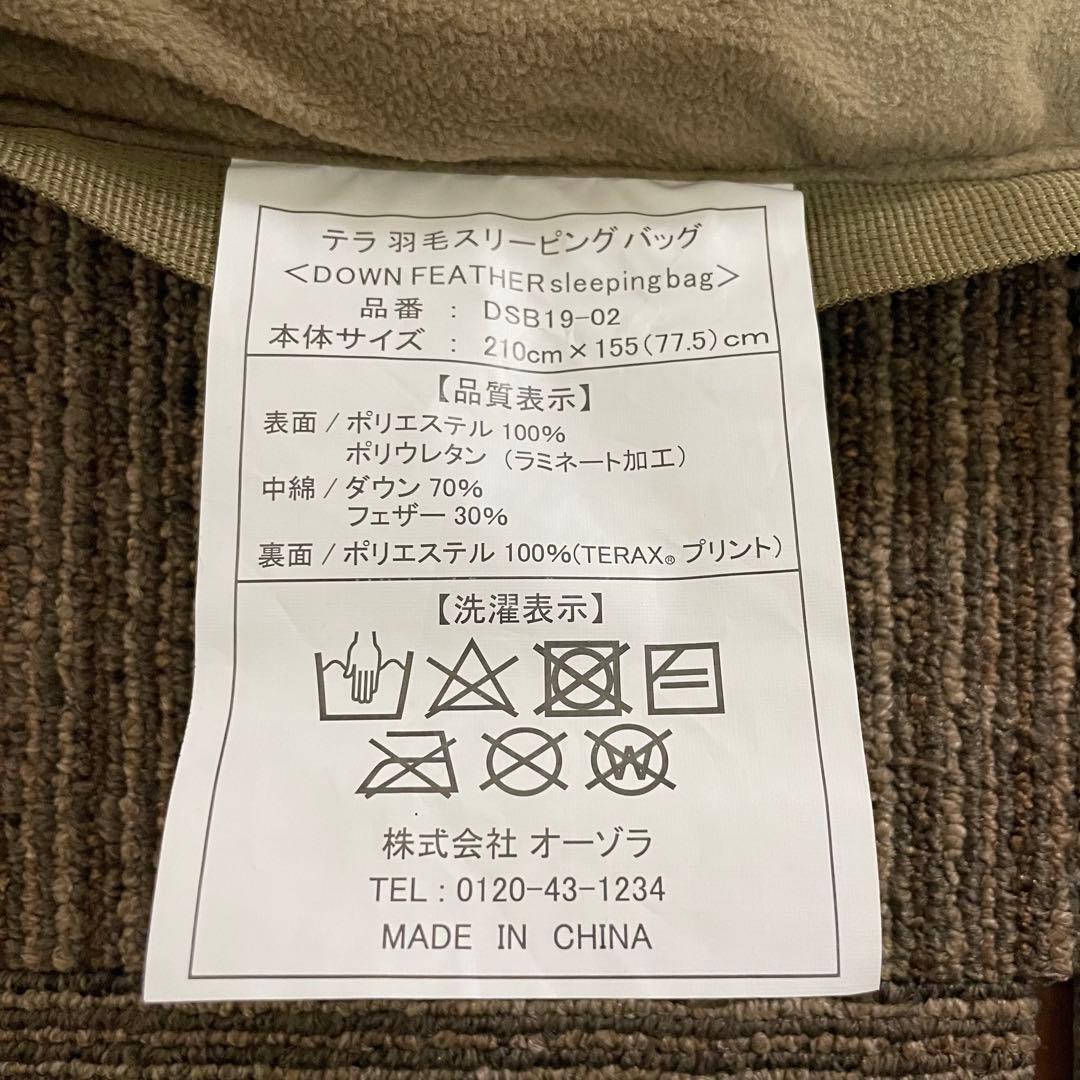 テラ 羽毛スリーピングバッグ
＜DOWN FEATHER sleeping bag＞
品番 : DSB19-02
本体サイズ : 210cm×155(77.5)cm
【品質表示】
表面/ポリエステル 100%
ポリウレタン (ラミネート加工)
中綿/ダウン 70%
フェザー 30%
裏面/ポリエステル 100%(TERAX® プリント)
【洗濯表示】
W
株式会社 オーゾラ
TEL : 0120-43-1234
MADE IN CHINA